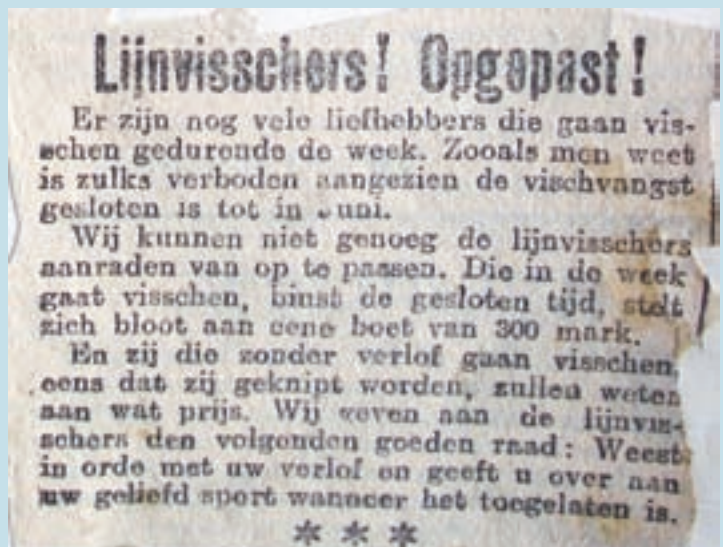 Lijnvisschers! Opgepast!
Er zijn nog vele liefhebbers die gaan vis-
schen gedurende de week. Zooals men weet
is zulks verboden aangezien de vischvangst
gesloten is tot in Juni.
Wij kunnen niet genoeg de lijnvisschers
aanraden van op te passen. Die in de week
gaat visschen, binst de gesloten tijd, stelt
zich bloot aan eene boet van 300 mark.
En zij die zonder verlof gaan visschen,
eens dat zij geknipt worden, zullen weten
aan wat prijs. Wij geven aan de lijnvis-
schers den volgenden goeden raad: Weest
in orde met uw verlof en geeft u over aan
uw geliefd sport wanneer het toegelaten is.
* * *